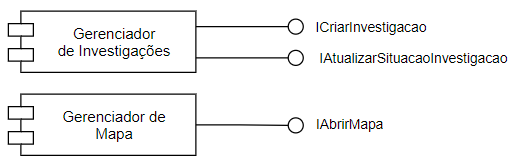 Gerenciador
de Investigações
ICriarInvestigacao
IAtualizarSituacaoInvestigacao
Gerenciador de
Mapa
IAbrirMapa